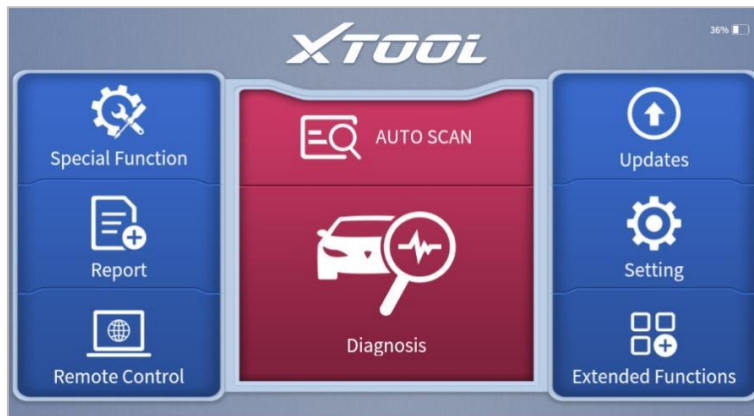 XTOOL
36%
Special Function
AUTO SCAN
Updates
Report
Diagnosis
Setting
Remote Control
Extended Functions